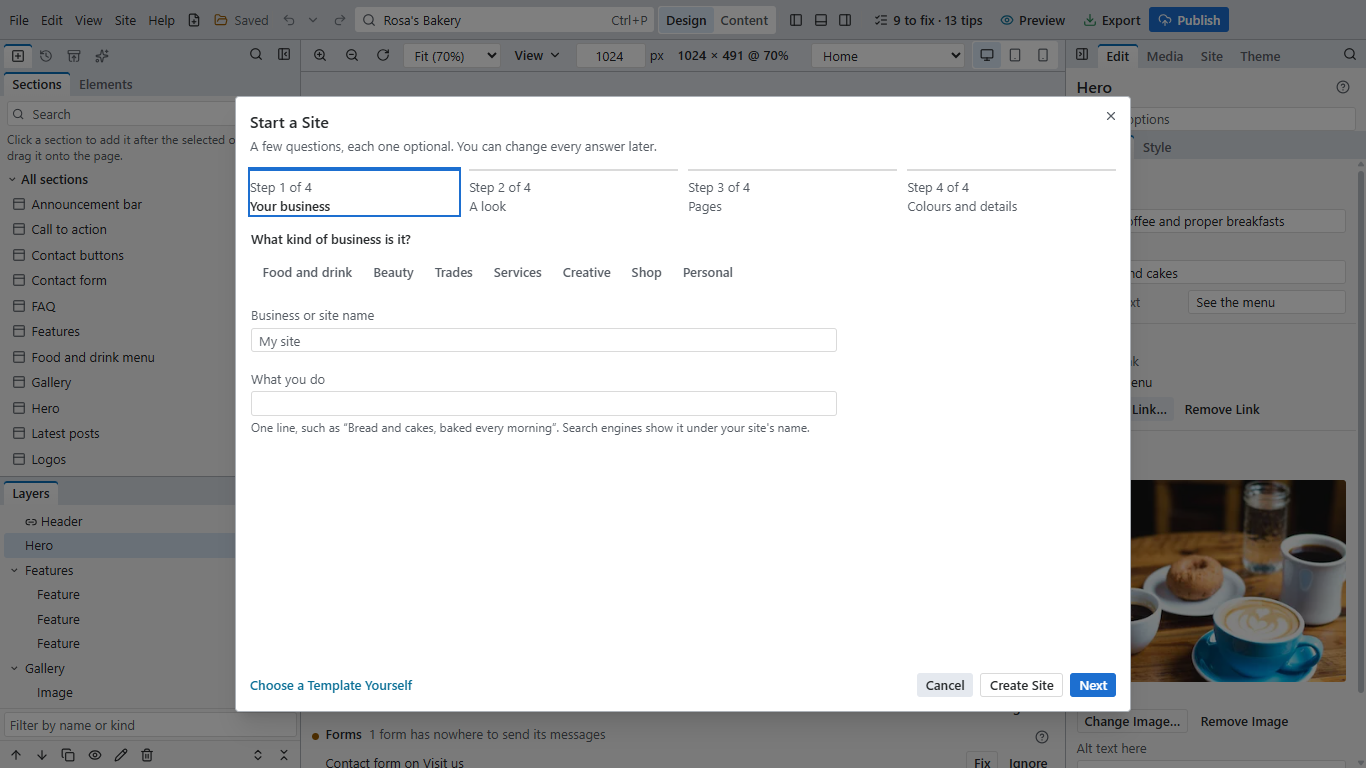 File Edit View Site Help Saved Rosa's Bakery Ctrl+P Design Content 9 to fix · 13 tips Preview Export Publish
Fit (70%) View 1024 px 1024 × 491 @ 70% Home Edit Media Site Theme
Sections Elements
Hero
Search
options
Click a section to add it after the selected o
drag it onto the page.
Style
All sections
Announcement bar
Call to action
Contact buttons
Contact form
FAQ
Features
Food and drink menu
Gallery
Hero
Latest posts
Logos
Layers
Header
Hero
Features
Feature
Feature
Feature
Gallery
Image
Filter by name or kind
Start a Site
A few questions, each one optional. You can change every answer later.
Step 1 of 4
Your business
Step 2 of 4
A look
Step 3 of 4
Pages
Step 4 of 4
Colours and details
What kind of business is it?
Food and drink Beauty Trades Services Creative Shop Personal
Business or site name
My site
What you do
One line, such as “Bread and cakes, baked every morning”. Search engines show it under your site's name.
Choose a Template Yourself
Cancel Create Site Next
offee and proper breakfasts
nd cakes
xt See the menu
nk
enu
Link... Remove Link
Change Image... Remove Image
Alt text here
Forms 1 form has nowhere to send its messages
Contact form on Visit us Fix Ignore